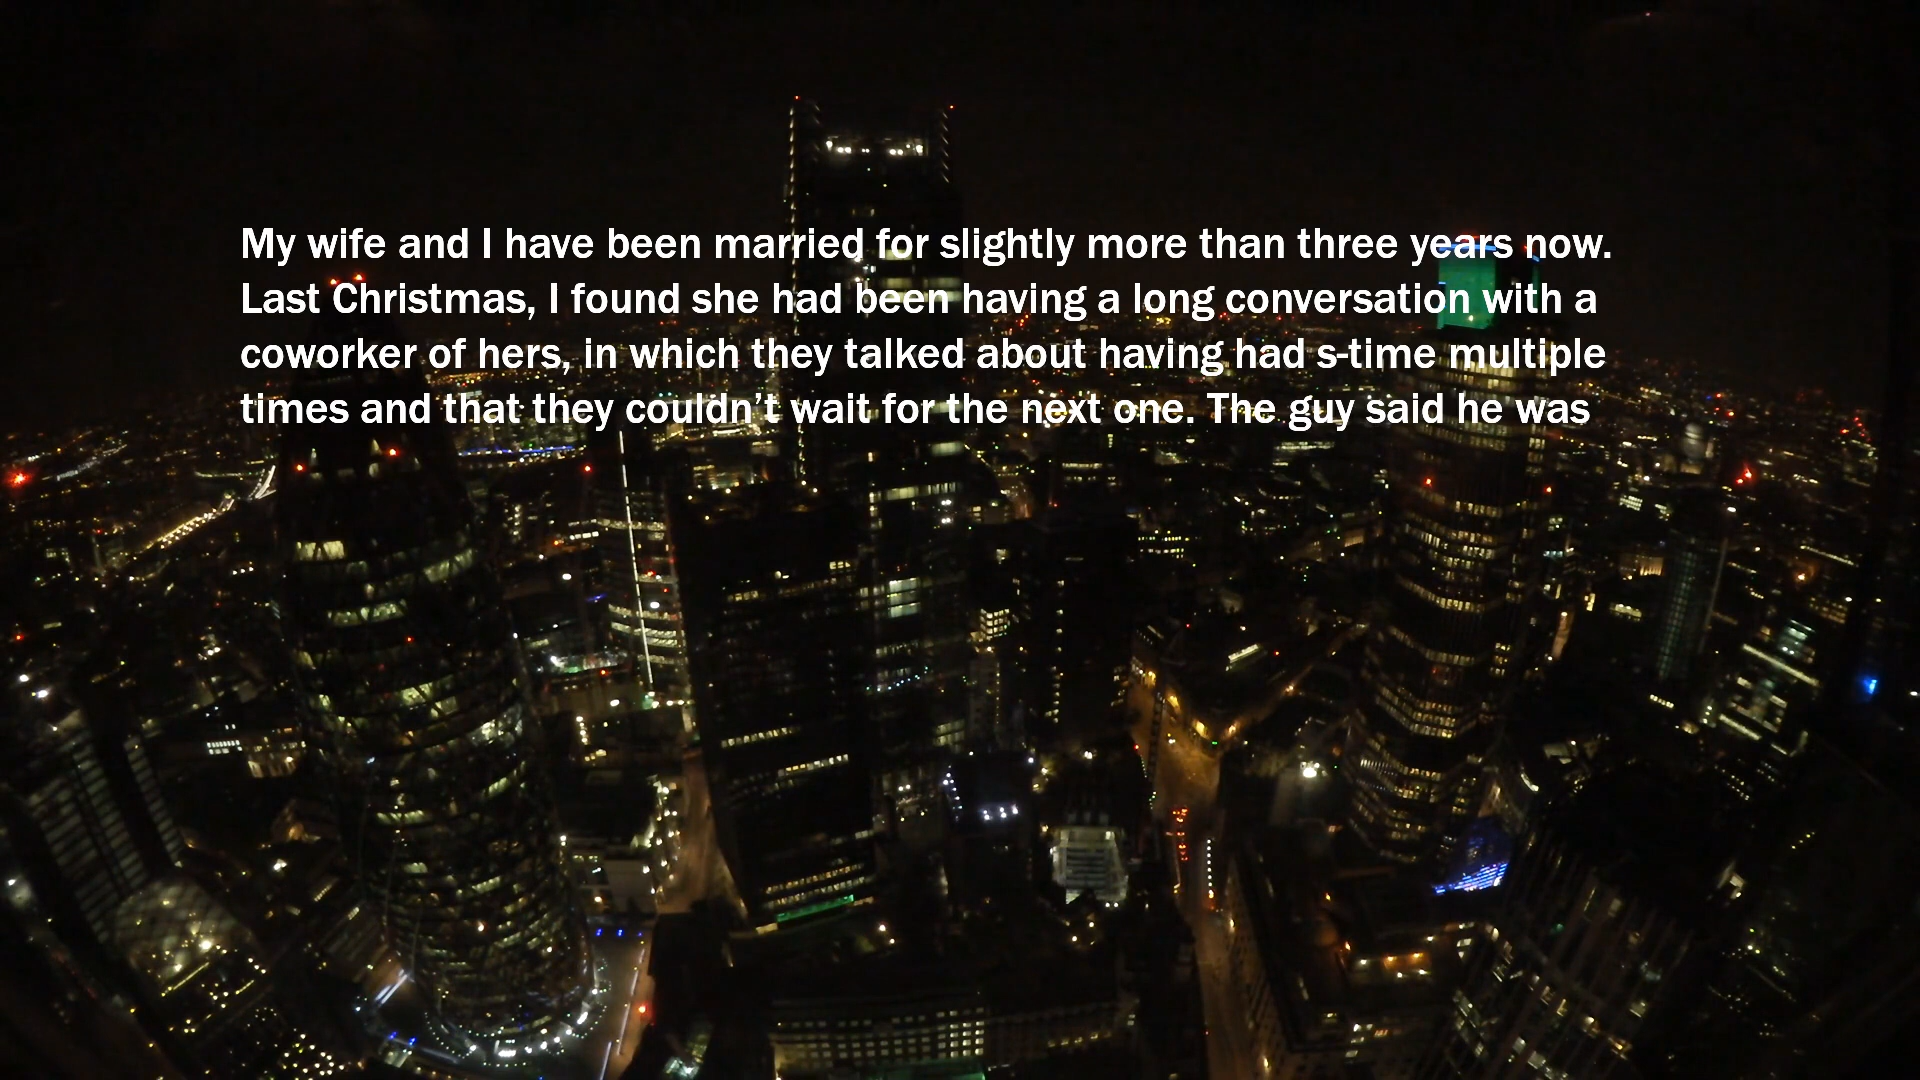 My wife and I have been married for slightly more than three years now.
Last Christmas, I found she had been having a long conversation with a
coworker of hers, in which they talked about having had s-time multiple
times and that they couldn’t wait for the next one. The guy said he was